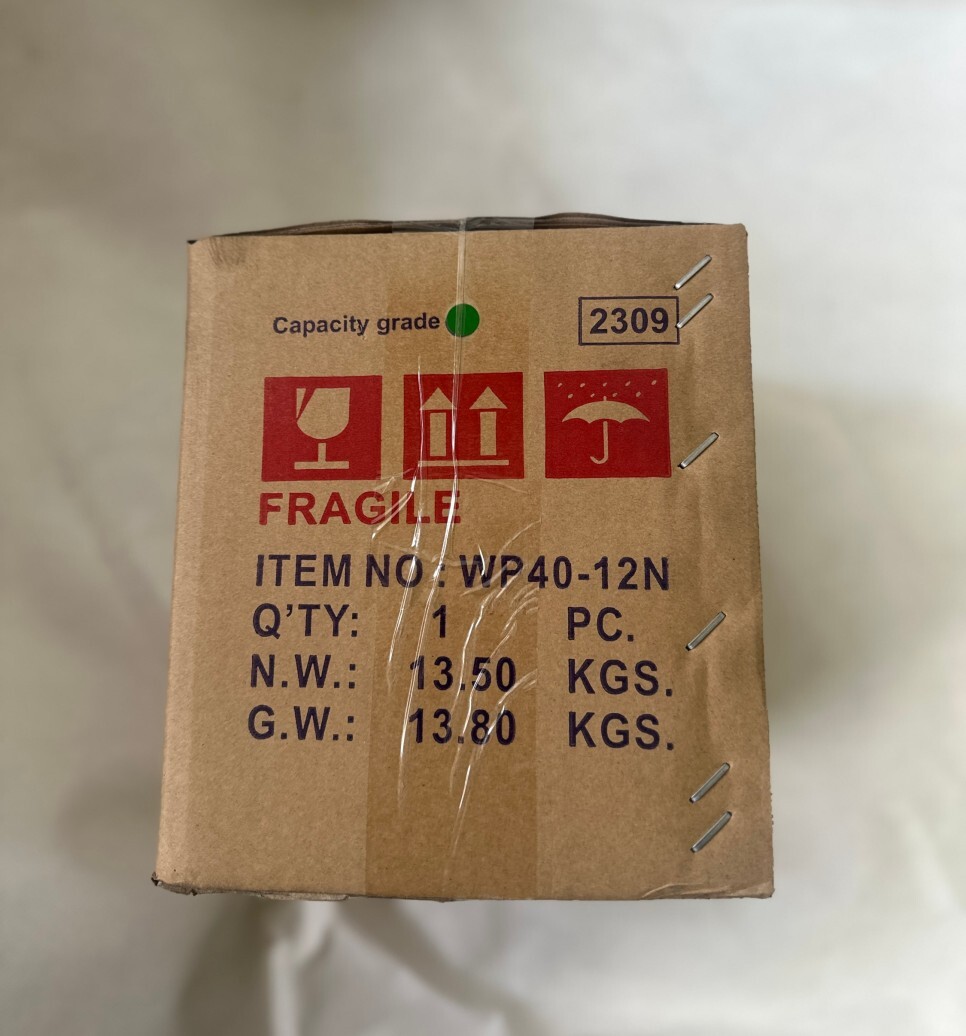 Capacity grade 2309
FRAGILE
ITEM NO: WP40-12N
Q’TY: 1 PC.
N.W.: 13.50 KGS.
G.W.: 13.80 KGS.